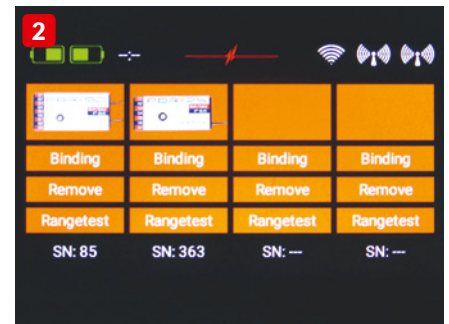 2
-:-
Binding Binding Binding Binding
Remove Remove Remove Remove
Rangetest Rangetest Rangetest Rangetest
SN: 85 SN: 363 SN: --- SN: ---